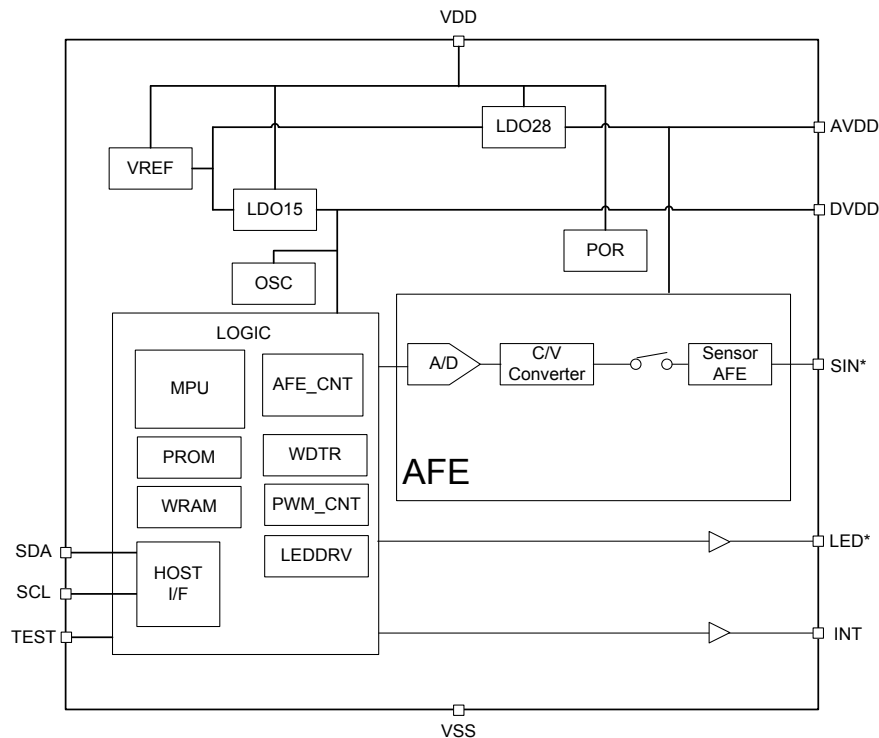 VDD
LDO28
AVDD
VREF
LDO15
DVDD
POR
OSC
LOGIC
MPU
AFE_CNT
A/D
C/V
Converter
Sensor
AFE
SIN*
PROM
WDTR
AFE
WRAM
PWM_CNT
SDA
HOST
I/F
LEDDRV
LED*
SCL
TEST
INT
VSS